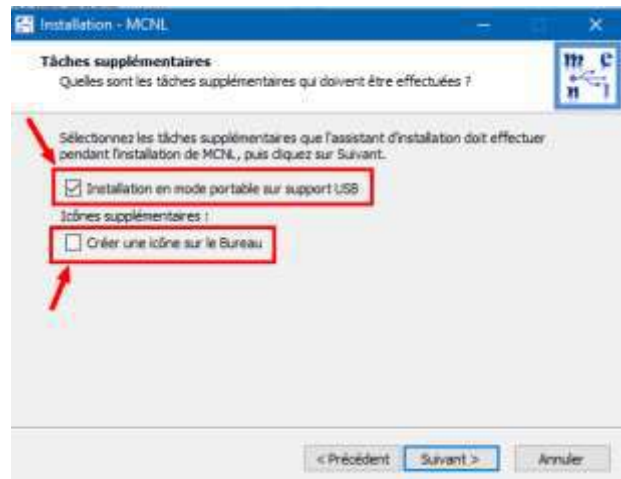 Installation - MCNL
Tâches supplémentaires
Quelles sont les tâches supplémentaires qui doivent être effectuées ?
m e
n l
Sélectionnez les tâches supplémentaires que l'assistant d'installation doit effectuer
pendant l'installation de MCNL, puis cliquez sur Suivant.
Installation en mode portable sur support USB
Icônes supplémentaires :
Créer une icône sur le Bureau
< Précédent Suivant > Annuler